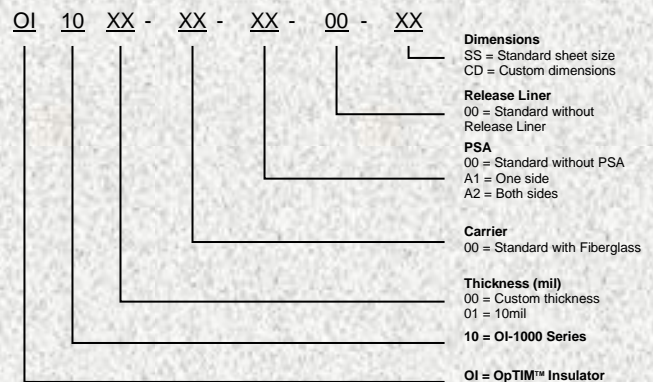 OI 10 XX - XX - XX - 00 - XX
Dimensions
SS = Standard sheet size
CD = Custom dimensions
Release Liner
00 = Standard without
Release Liner
PSA
00 = Standard without PSA
A1 = One side
A2 = Both sides
Carrier
00 = Standard with Fiberglass
Thickness (mil)
00 = Custom thickness
01 = 10mil
10 = OI-1000 Series
OI = OpTIM™ Insulator